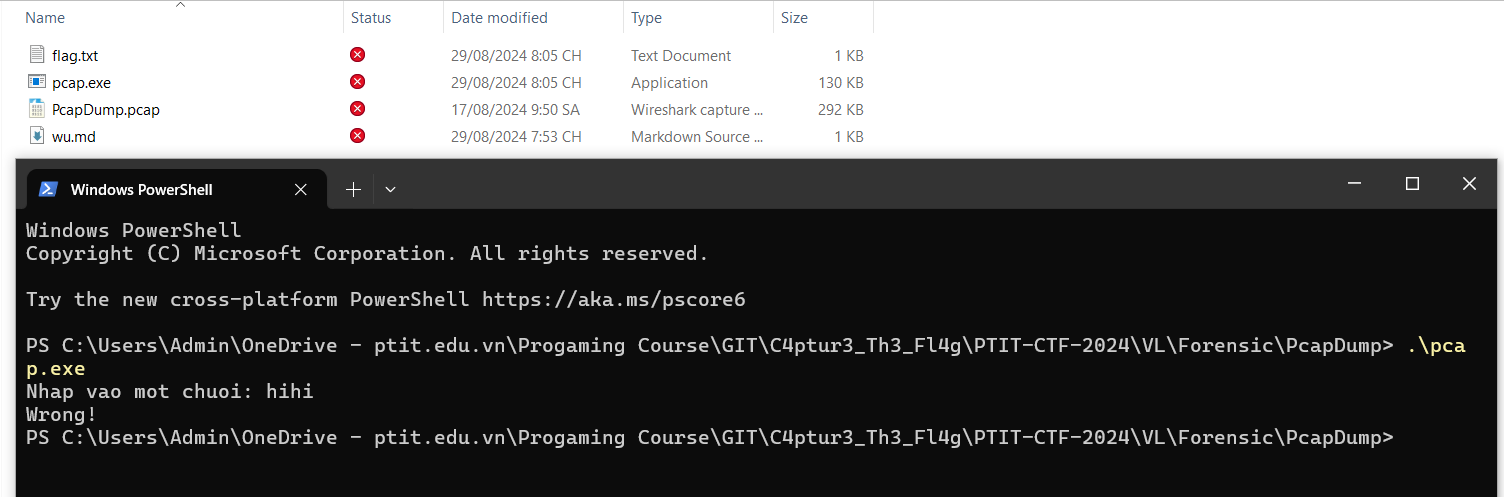 Name Status Date modified Type Size
flag.txt 29/08/2024 8:05 CH Text Document 1 KB
pcap.exe 29/08/2024 8:05 CH Application 130 KB
PcapDump.pcap 17/08/2024 9:50 SA Wireshark capture ... 292 KB
wu.md 29/08/2024 7:53 CH Markdown Source ... 1 KB
Windows PowerShell
Windows PowerShell
Copyright (C) Microsoft Corporation. All rights reserved.
Try the new cross-platform PowerShell https://aka.ms/pscore6
PS C:\Users\Admin\OneDrive - ptit.edu.vn\Progaming Course\GIT\C4ptur3_Th3_Fl4g\PTIT-CTF-2024\VL\Forensic\PcapDump> .\pca
p.exe
Nhap vao mot chuoi: hihi
Wrong!
PS C:\Users\Admin\OneDrive - ptit.edu.vn\Progaming Course\GIT\C4ptur3_Th3_Fl4g\PTIT-CTF-2024\VL\Forensic\PcapDump>